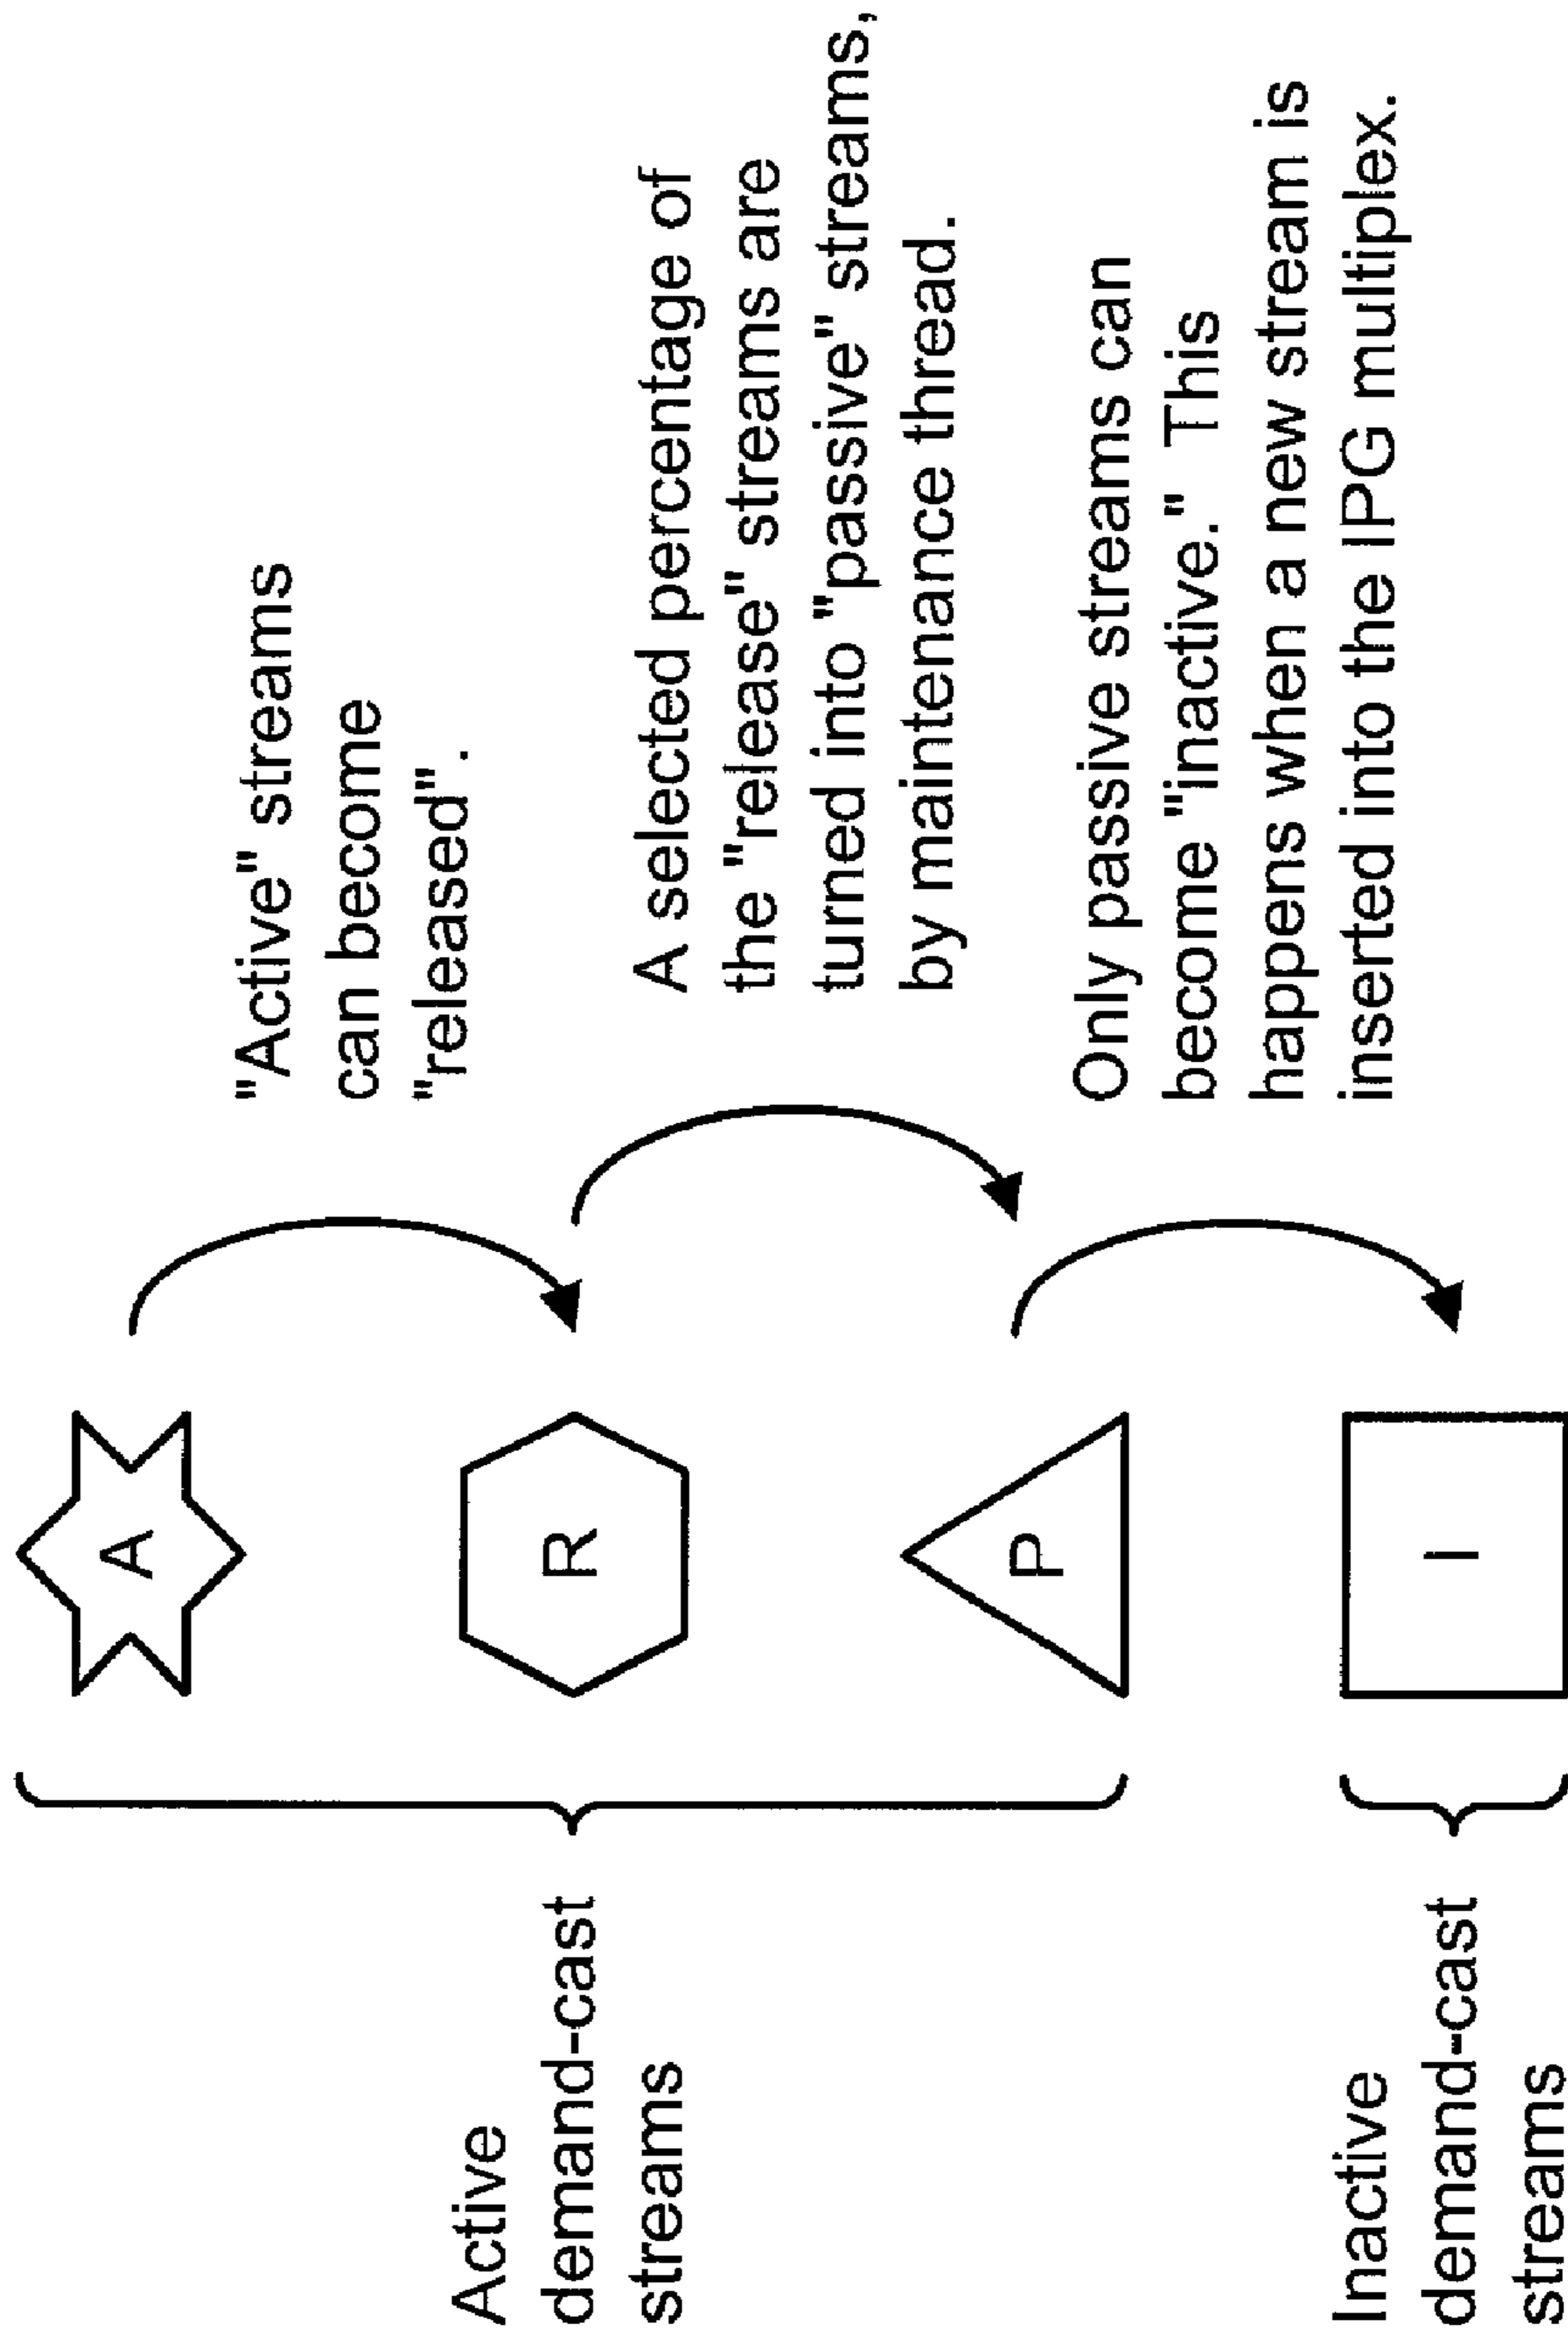 Active
demand-cast
streams
A
R
P
"Active" streams
can become
"released".
A selected percentage of
the "release" streams are
turned into "passive" streams,
by maintenance thread.
Inactive
demand-cast
streams
I
Only passive streams can
become "inactive." This
happens when a new stream is
inserted into the IPG multiplex.